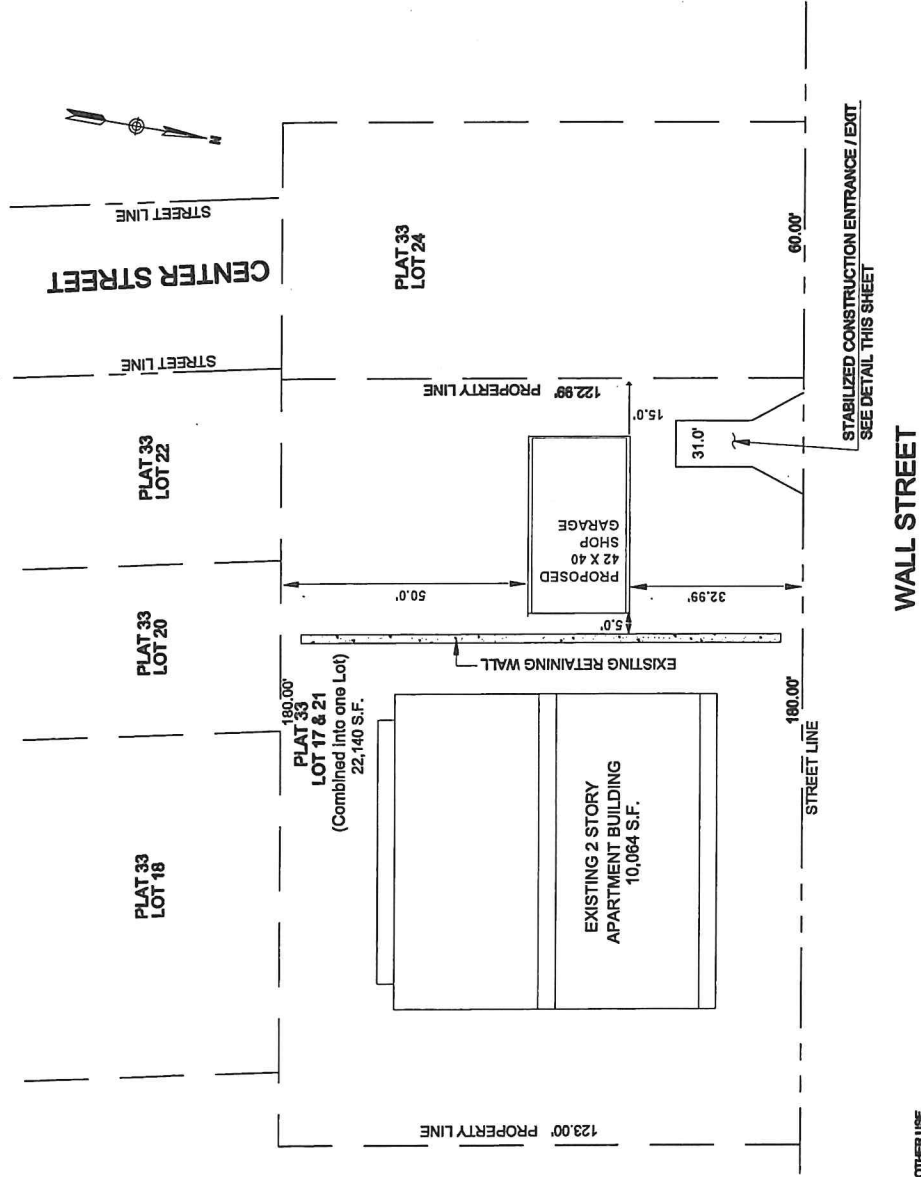 N
STREET LINE
CENTER STREET
STREET LINE
PLAT 33
LOT 24
60.00'
STABILIZED CONSTRUCTION ENTRANCE / EXIT
SEE DETAIL THIS SHEET
PLAT 33
LOT 22
122.99' PROPERTY LINE
15.0'
31.0'
PLAT 33
LOT 20
50.0'
PROPOSED
42 X 40
SHOP
GARAGE
32.99'
5.0'
EXISTING RETAINING WALL
WALL STREET
180.00'
PLAT 33
LOT 17 & 21
(Combined into one Lot)
22,140 S.F.
180.00'
STREET LINE
PLAT 33
LOT 18
EXISTING 2 STORY
APARTMENT BUILDING
10,064 S.F.
123.00' PROPERTY LINE
OTHERWISE